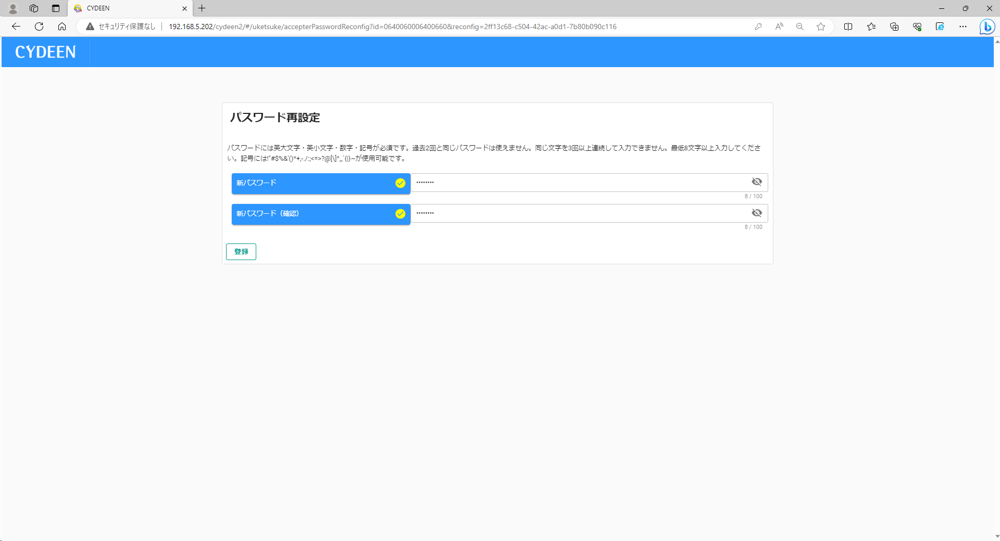 CYDEEN
セキュリティ保護なし
192.168.5.202/cydeen2/#/uketsuke/accepterPasswordReconfig?id=0640060006400660&reconfig=2ff13c68-c504-42ac-a0d1-7b80b090c116
CYDEEN
パスワード再設定
パスワードには英大文字・英小文字・数字・記号が必須です。過去2回と同じパスワードは使えません。同じ文字を3回以上連続して入力できません。最低8文字以上入力してくださ
い。記号には!"#$%&'()*+,-./:;<=>?@[\]^_`{|}~が使用可能です。
新パスワード
••••••••
8 / 100
新パスワード（確認）
••••••••
8 / 100
登録